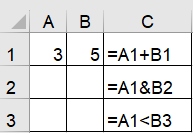 A B C
1 3 5 =A1+B1
2 =A1&B2
3 =A1<B3